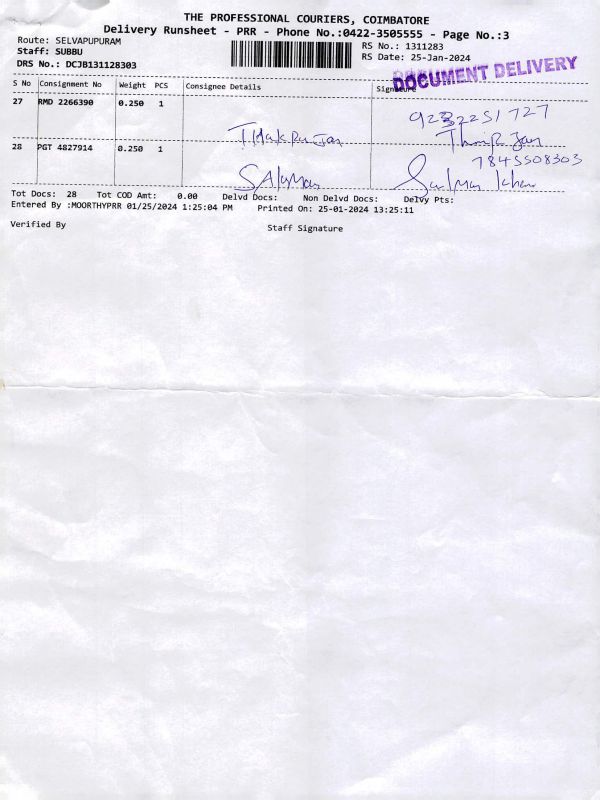 THE PROFESSIONAL COURIERS, COIMBATORE
Delivery Runsheet - PRR - Phone No.:0422-3505555 - Page No.:3
Route: SELVAPUPURAM
RS No.: 1311283
Staff: SUBBU
RS Date: 25-Jan-2024
DRS No.: DCJB131128303
DOCUMENT DELIVERY
S No Consignment No Weight PCS Consignee Details Signature
27 RMD 2266390 0.250 1
28 PGT 4827914 0.250 1
7845508303
Salman khan
Tot Docs: 28 Tot COD Amt: 0.00 Delvd Docs: Non Delvd Docs: Delvy Pts:
Entered By :MOORTHYPRR 01/25/2024 1:25:04 PM Printed On: 25-01-2024 13:25:11
Verified By Staff Signature